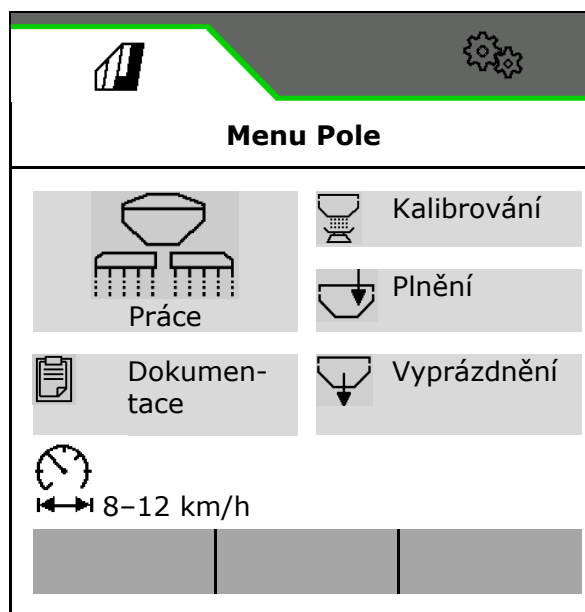 Menu Pole
Práce
Kalibrování
Plnění
Dokumen-
tace
Vyprázdnění
8–12 km/h